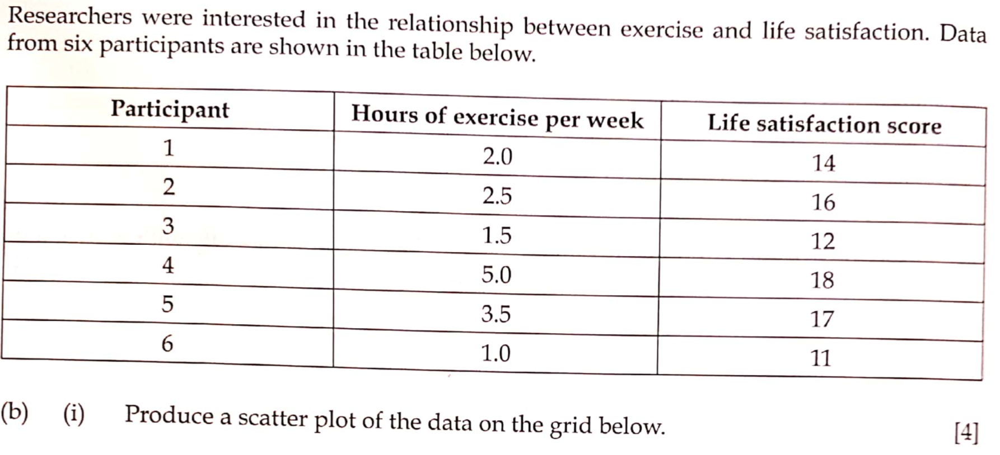 Researchers were interested in the relationship between exercise and life satisfaction. Data
from six participants are shown in the table below.
Participant Hours of exercise per week Life satisfaction score
1 2.0 14
2 2.5 16
3 1.5 12
4 5.0 18
5 3.5 17
6 1.0 11
(b) (i) Produce a scatter plot of the data on the grid below. [4]